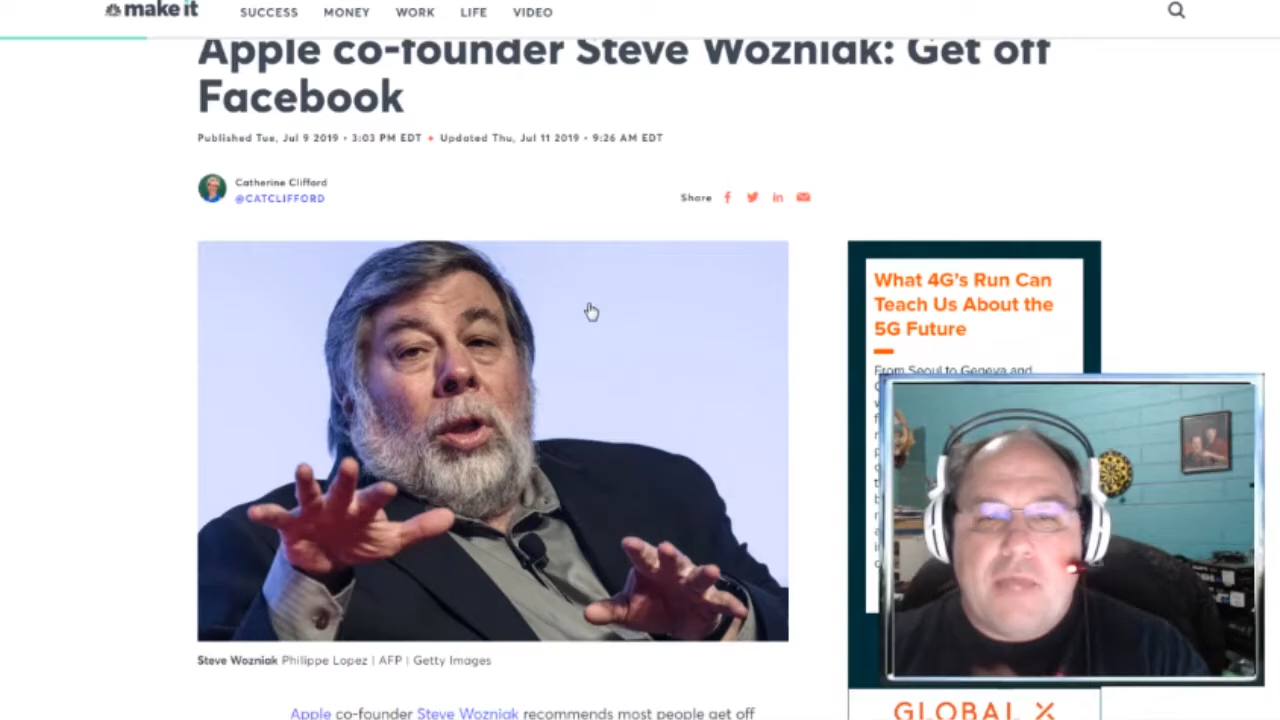 make it
SUCCESS MONEY WORK LIFE VIDEO
Apple co-founder Steve Wozniak: Get off
Facebook
Published Tue, Jul 9 2019 • 3:03 PM EDT • Updated Thu, Jul 11 2019 • 9:26 AM EDT
Catherine Clifford
@CATCLIFFORD
Share
What 4G's Run Can
Teach Us About the
5G Future
From Seoul to Geneva and
Steve Wozniak Philippe Lopez | AFP | Getty Images
Apple co-founder Steve Wozniak recommends most people get off
GLOBAL X